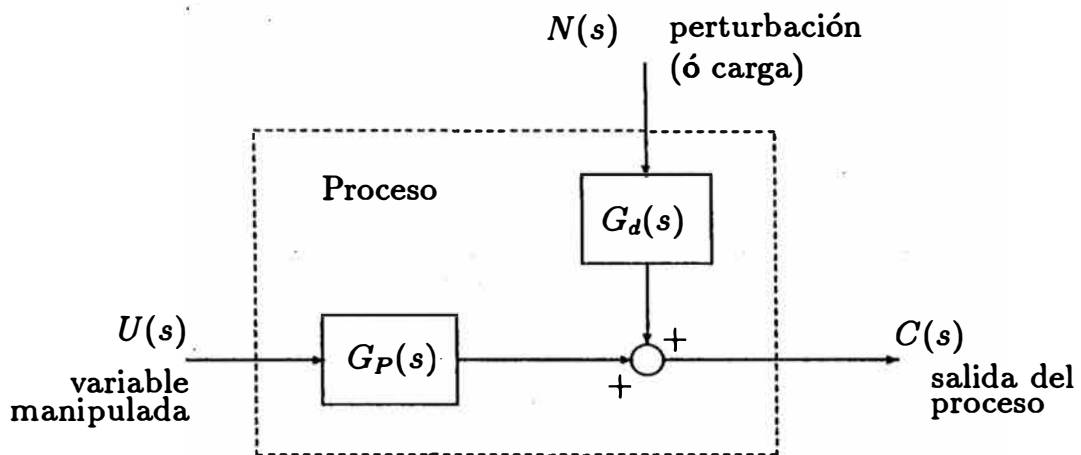 N(s) perturbación
(ó carga)
Proceso
G_d(s)
U(s)
G_P(s)
+
C(s)
+
variable
manipulada
salida del
proceso